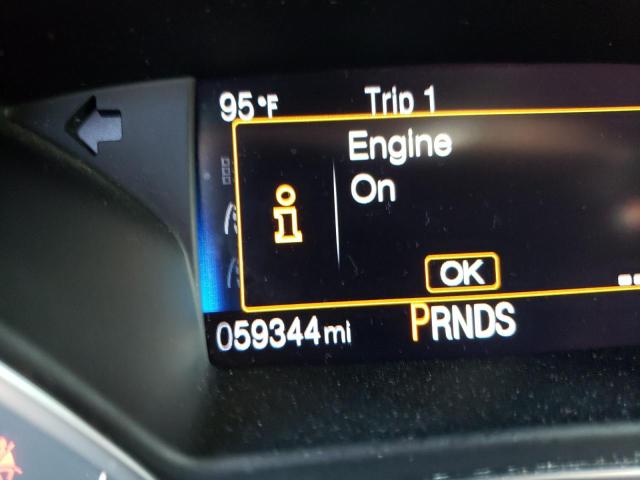 95°F Trip 1
Engine
On
OK
059344mi PRNDS